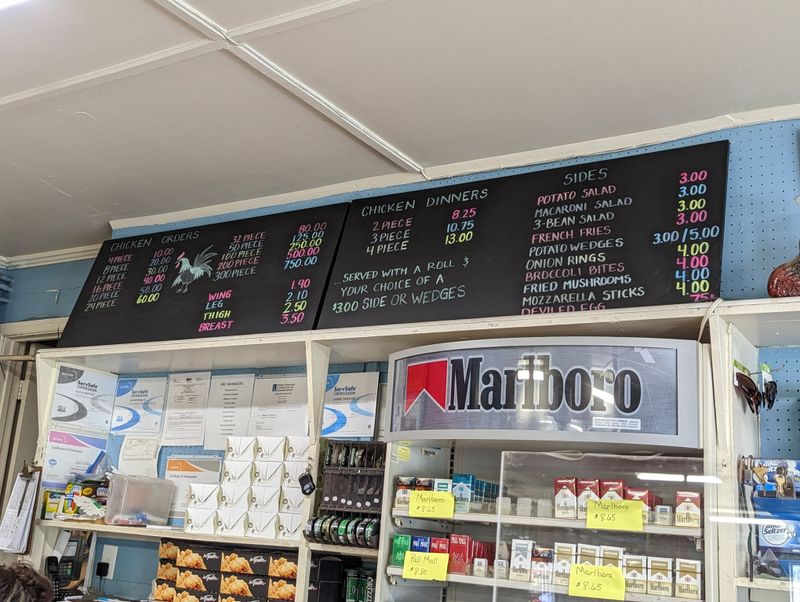 CHICKEN ORDERS
4 PIECE 10.00
8 PIECE 20.00
12 PIECE 30.00
16 PIECE 40.00
20 PIECE 50.00
24 PIECE 60.00
32 PIECE 80.00
50 PIECE 125.00
100 PIECE 250.00
200 PIECE 500.00
300 PIECE 750.00
WING 1.90
LEG 2.10
THIGH 2.50
BREAST 3.50
CHICKEN DINNERS
2 PIECE 8.25
3 PIECE 10.75
4 PIECE 13.00
...SERVED WITH A ROLL &
YOUR CHOICE OF A
$3.00 SIDE OR WEDGES
SIDES
POTATO SALAD 3.00
MACARONI SALAD 3.00
3-BEAN SALAD 3.00
FRENCH FRIES 3.00
POTATO WEDGES 3.00/5.00
ONION RINGS 4.00
BROCCOLI BITES 4.00
FRIED MUSHROOMS 4.00
MOZZARELLA STICKS 4.00
DEVILED EGG 75¢
ServSafe
CERTIFICATION
ServSafe
ServSafe
CERTIFICATION
Marlboro
Marlboro
$8.65
Marlboro
$8.65
Pall Mall
$8.80
Marlboro
$8.65
Alka-Seltzer